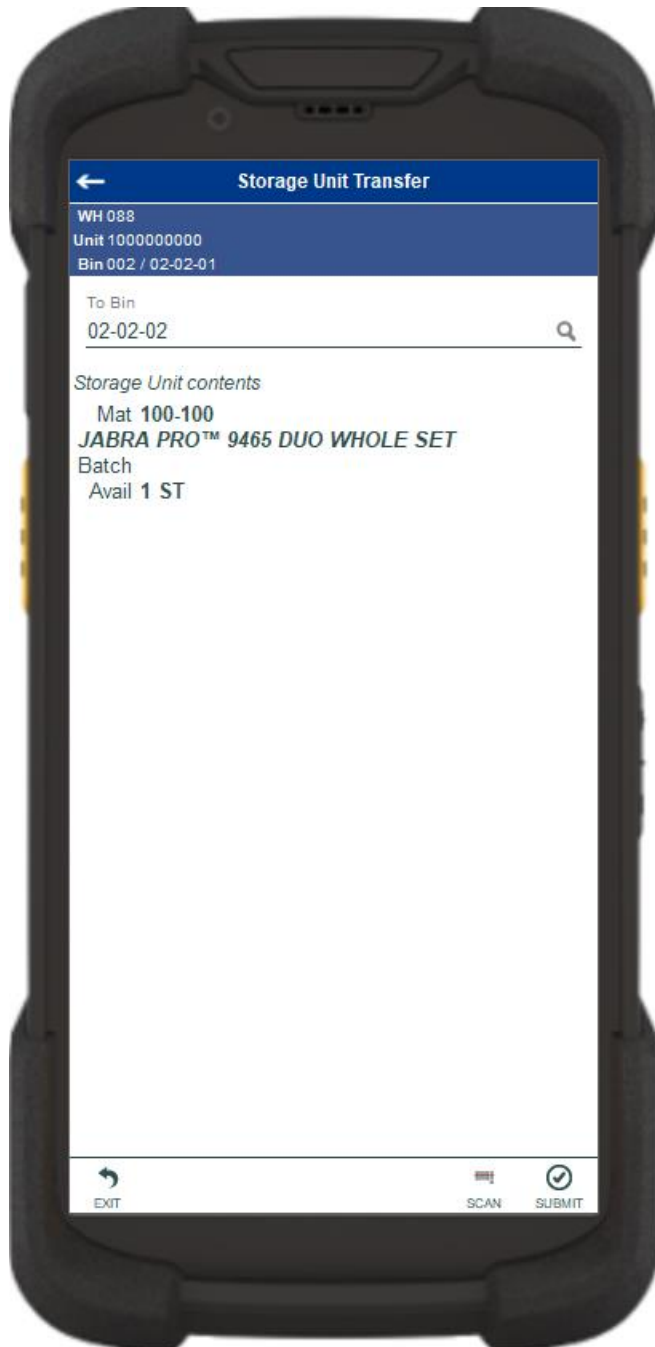 Storage Unit Transfer
WH 088
Unit 1000000000
Bin 002 / 02-02-01
To Bin
02-02-02
Storage Unit contents
Mat 100-100
JABRA PRO™ 9465 DUO WHOLE SET
Batch
Avail 1 ST
EXIT SCAN SUBMIT